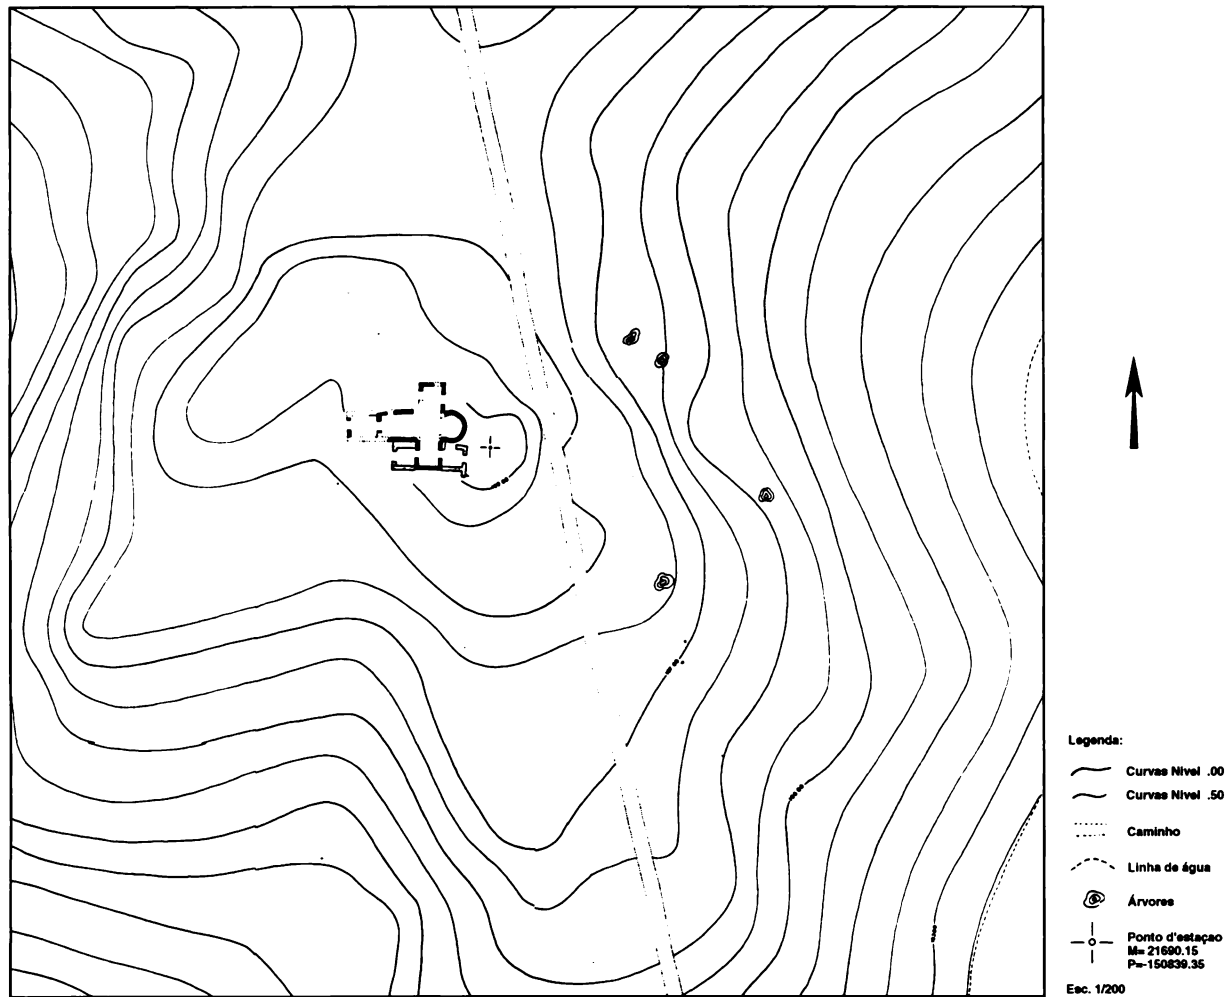 Legenda:
Curvas Nivel .00
Curvas Nivel .50
Caminho
Linha de água
Árvores
Ponto d'estaçao
M= 21690.15
P=-150839.35
Esc. 1/200